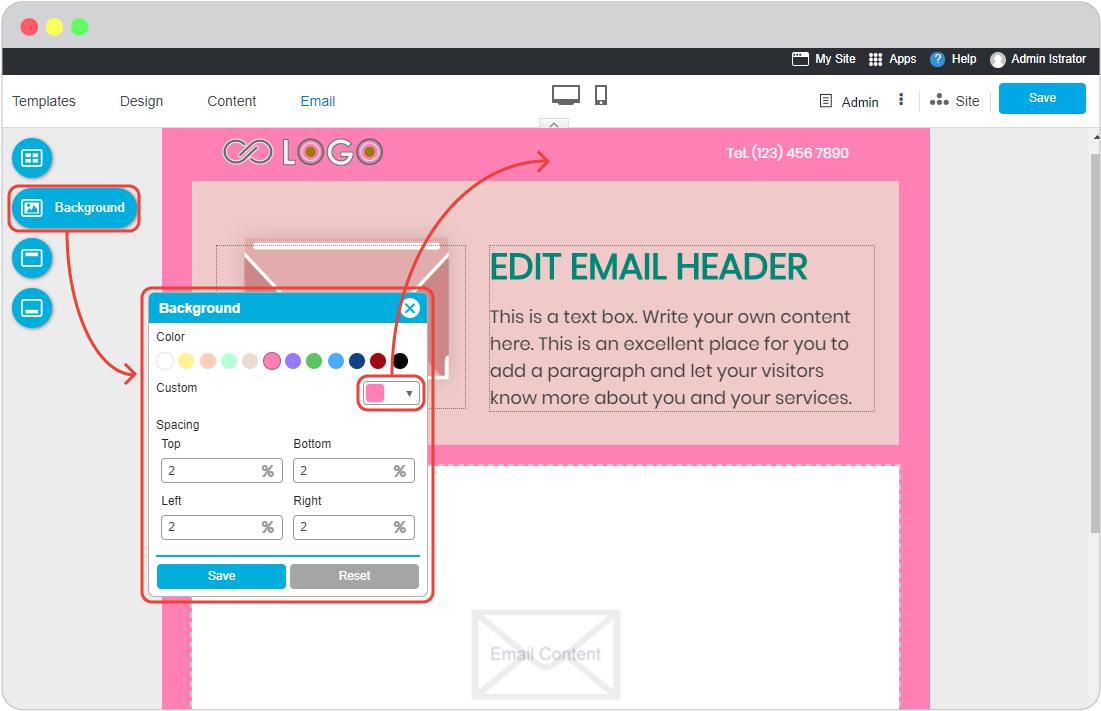 My Site Apps ? Help Admin Istrator
Templates Design Content Email Admin Site Save
LOGO Tel. (123) 456 7890
Background
EDIT EMAIL HEADER
This is a text box. Write your own content
here. This is an excellent place for you to
add a paragraph and let your visitors
know more about you and your services.
Background
Color
Custom
Spacing
Top Bottom
2 % 2 %
Left Right
2 % 2 %
Save Reset
Email Content